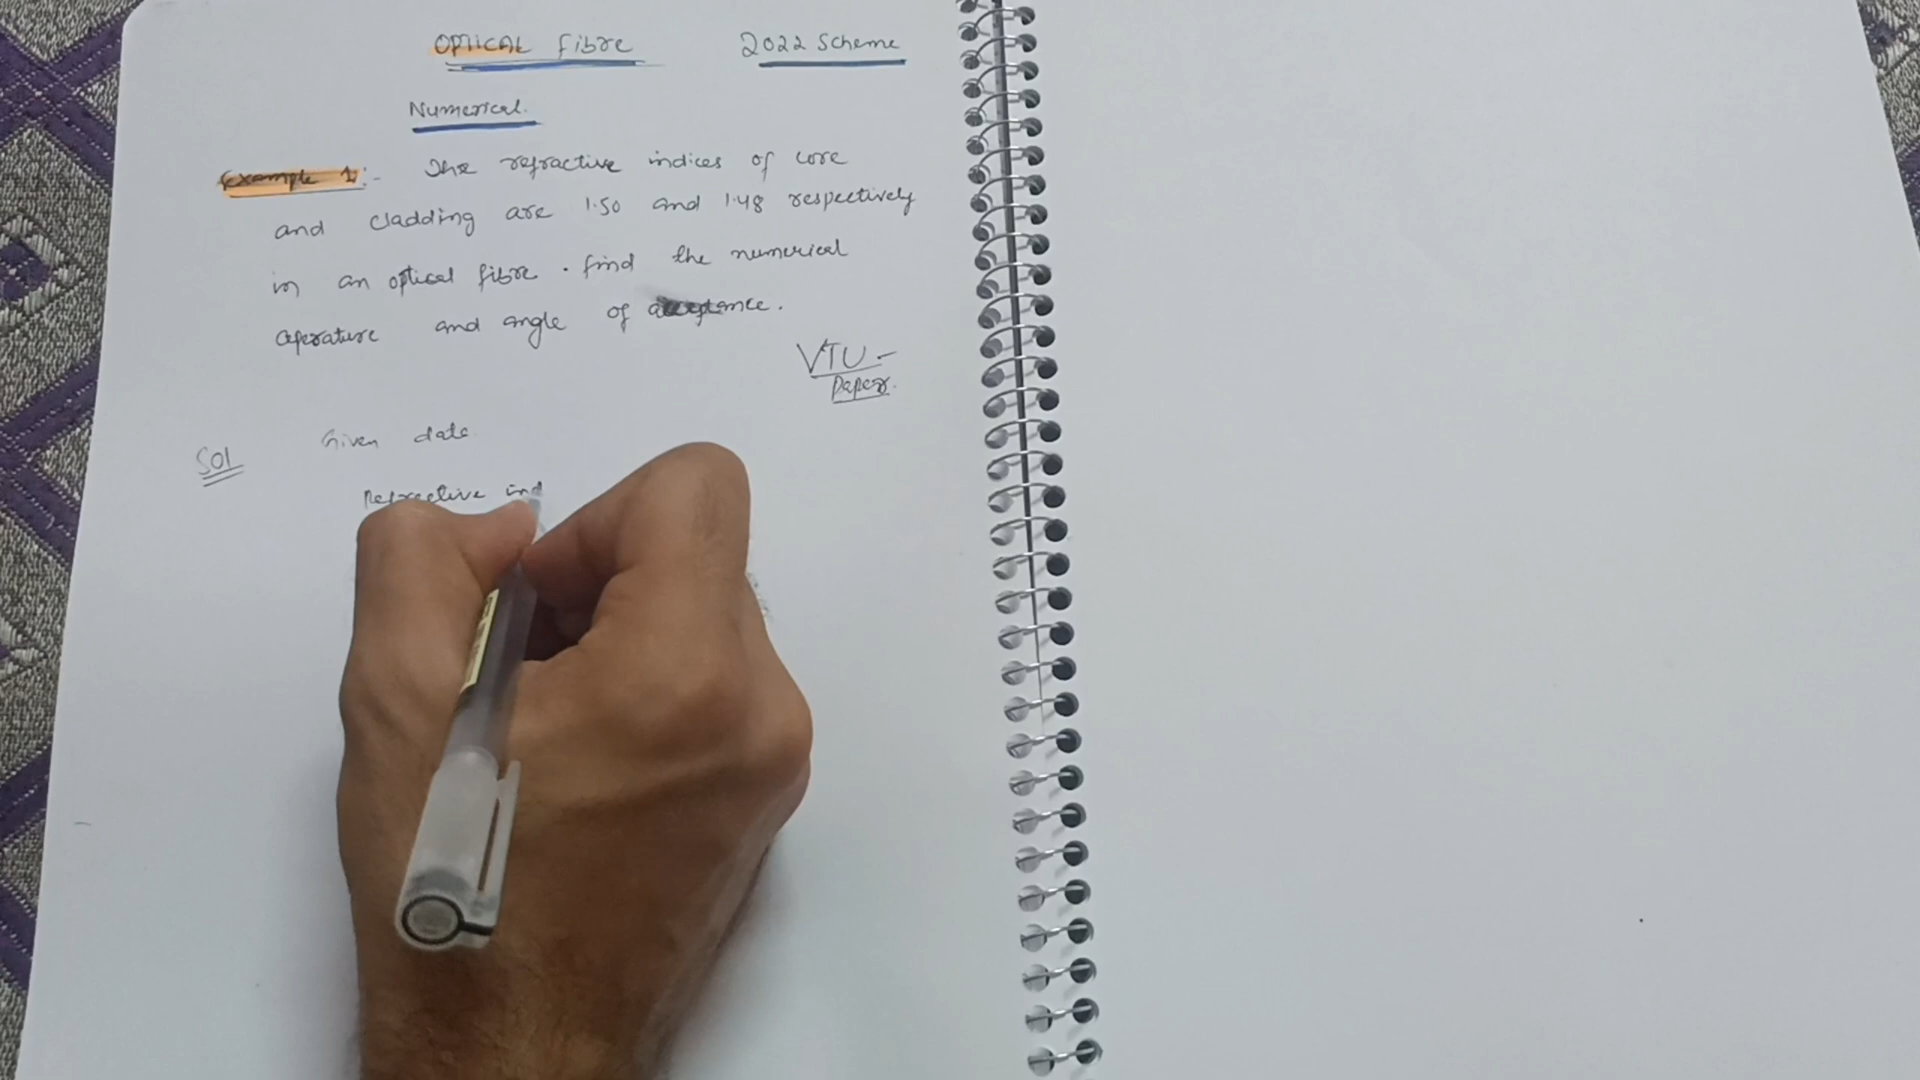 OPTICAL Fibre 2022 Scheme
Numerical.
Example 1:- The refractive indices of core
and cladding are 1.50 and 1.48 respectively
in an optical fibre. find the numerical
aperature and angle of acceptance.
VTU -
Paper.
Sol Given data
Refractive ind